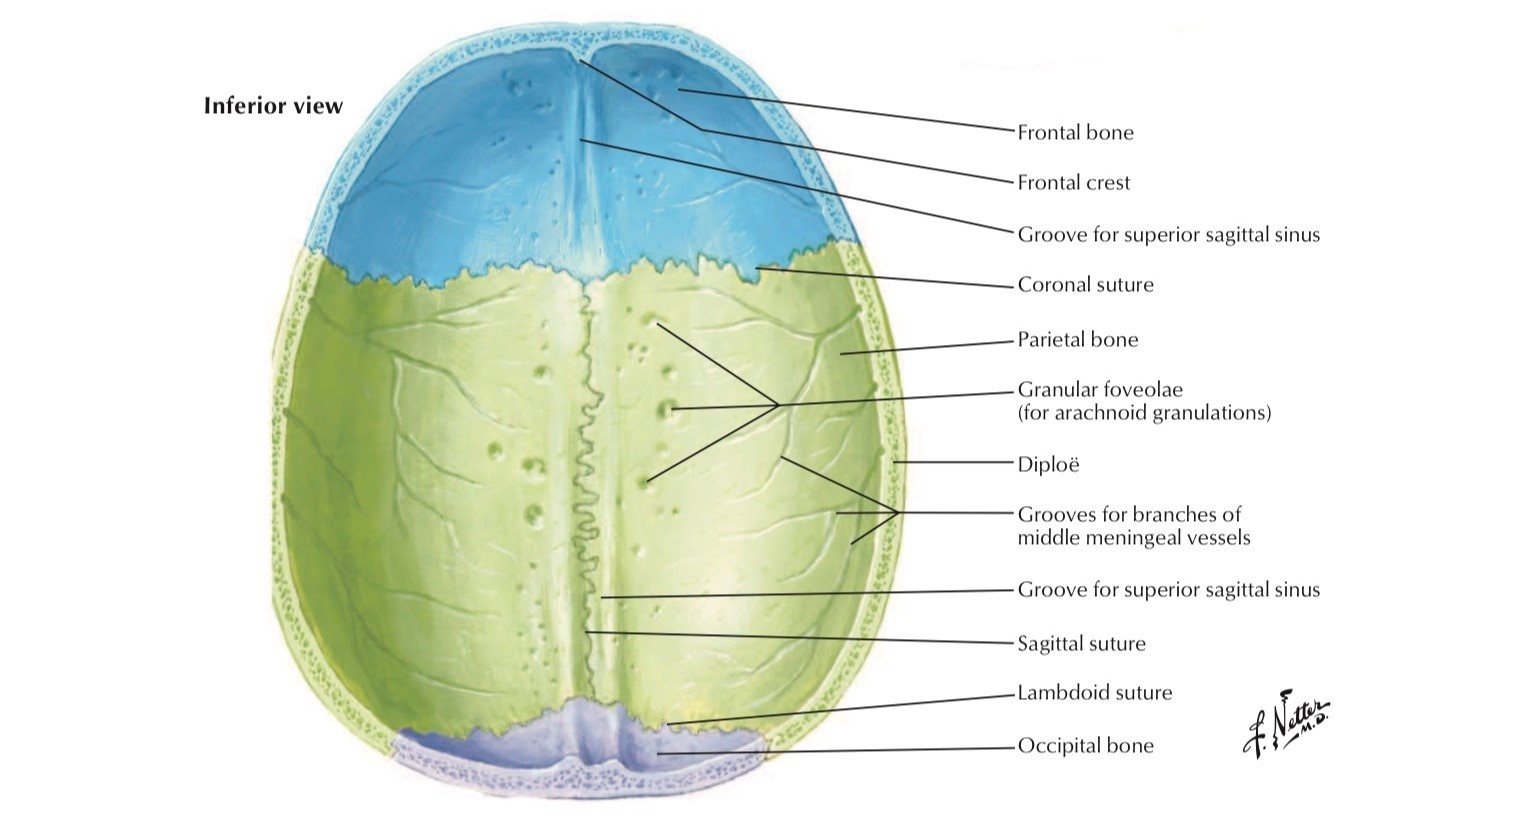 Inferior view
Frontal bone
Frontal crest
Groove for superior sagittal sinus
Coronal suture
Parietal bone
Granular foveolae
(for arachnoid granulations)
Diploë
Grooves for branches of
middle meningeal vessels
Groove for superior sagittal sinus
Sagittal suture
Lambdoid suture
Occipital bone
F. Netter
M.D.